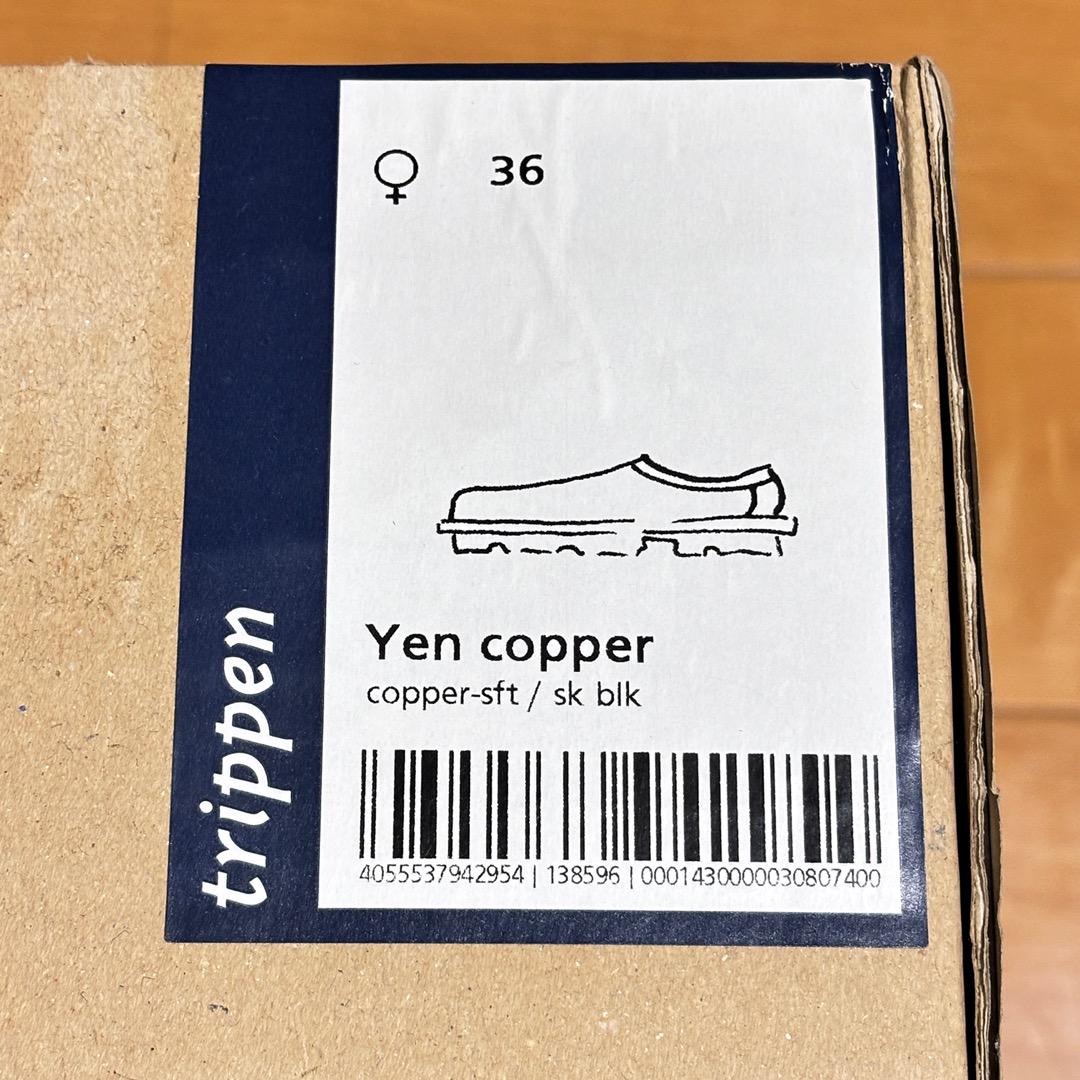 ♀ 36
Yen copper
copper-sft / sk blk
4055537942954 | 138596 | 0001430000030807400
trippen